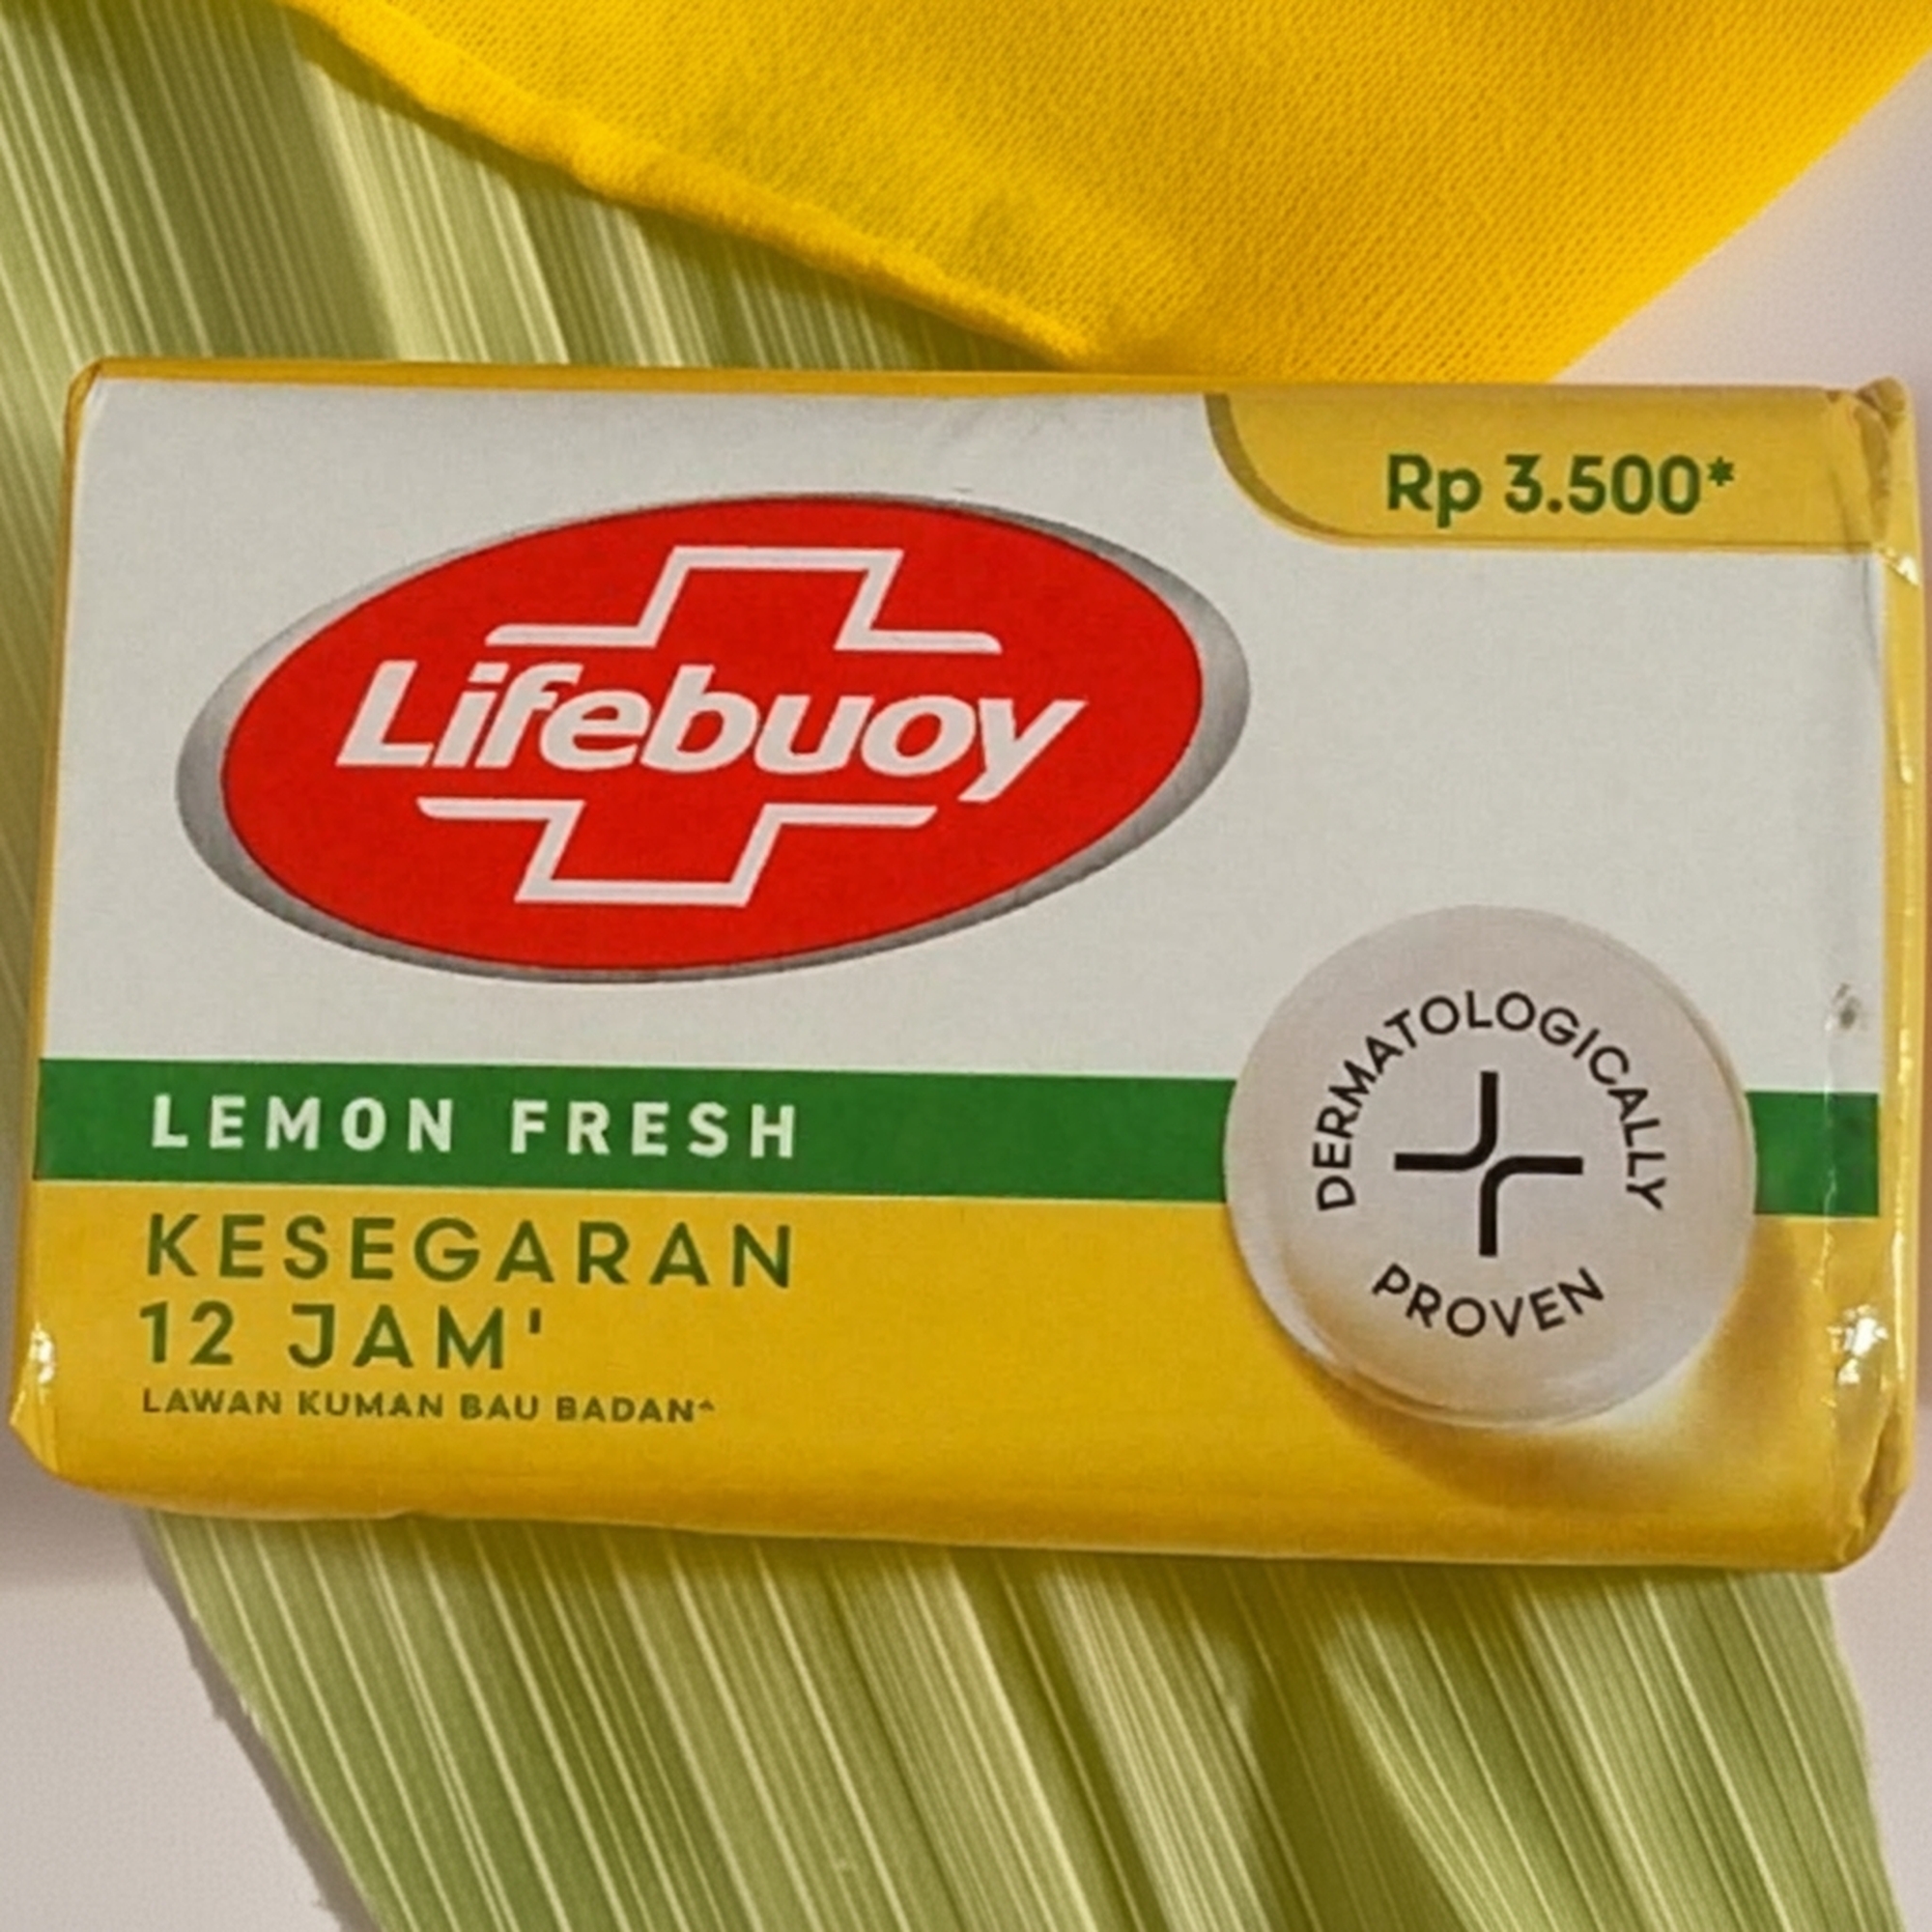 Rp 3.500*
Lifebuoy
LEMON FRESH
KESEGARAN
12 JAM'
LAWAN KUMAN BAU BADAN^
DERMATOLOGICALLY
PROVEN